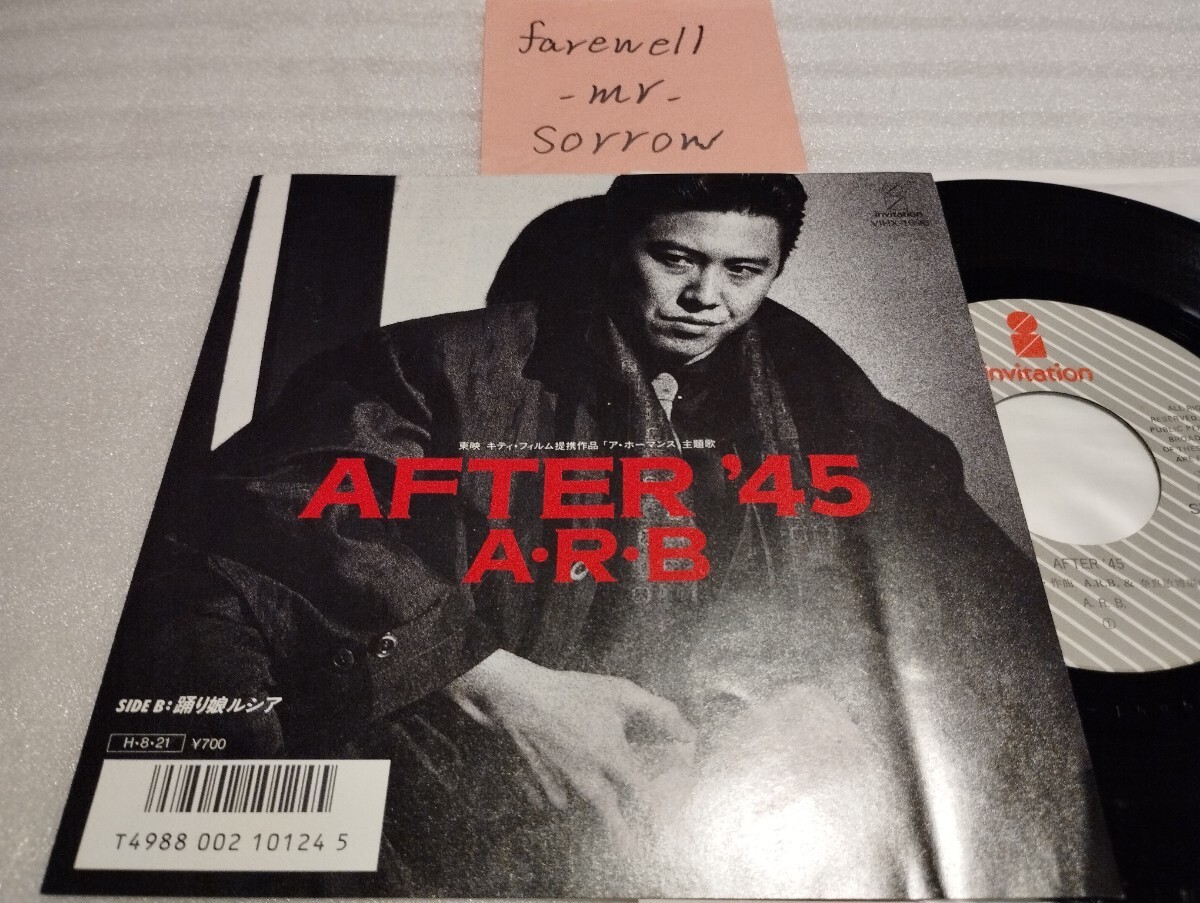 farewell
-mr-
sorrow
invitation
東映 キティ・フィルム提携作品「ア・ホーマンス」主題歌
AFTER '45
A・R・B
SIDE B: 踊り娘ルシア
H・8・21 ¥700
T4988 002 10124 5
invitation
AFTER '45
A.R.B. &
A. R. B.
①